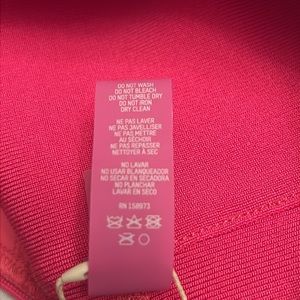 DO NOT WASH
DO NOT BLEACH
DO NOT TUMBLE DRY
DO NOT IRON
DRY CLEAN
NE PAS LAVER
NE PAS JAVELLISER
NE PAS METTRE
AU SÉCHOIR
NE PAS REPASSER
NETTOYER À SEC
NO LAVAR
NO USAR BLANQUEADOR
NO SECAR EN SECADORA
NO PLANCHAR
LAVAR EN SECO
RN 158973